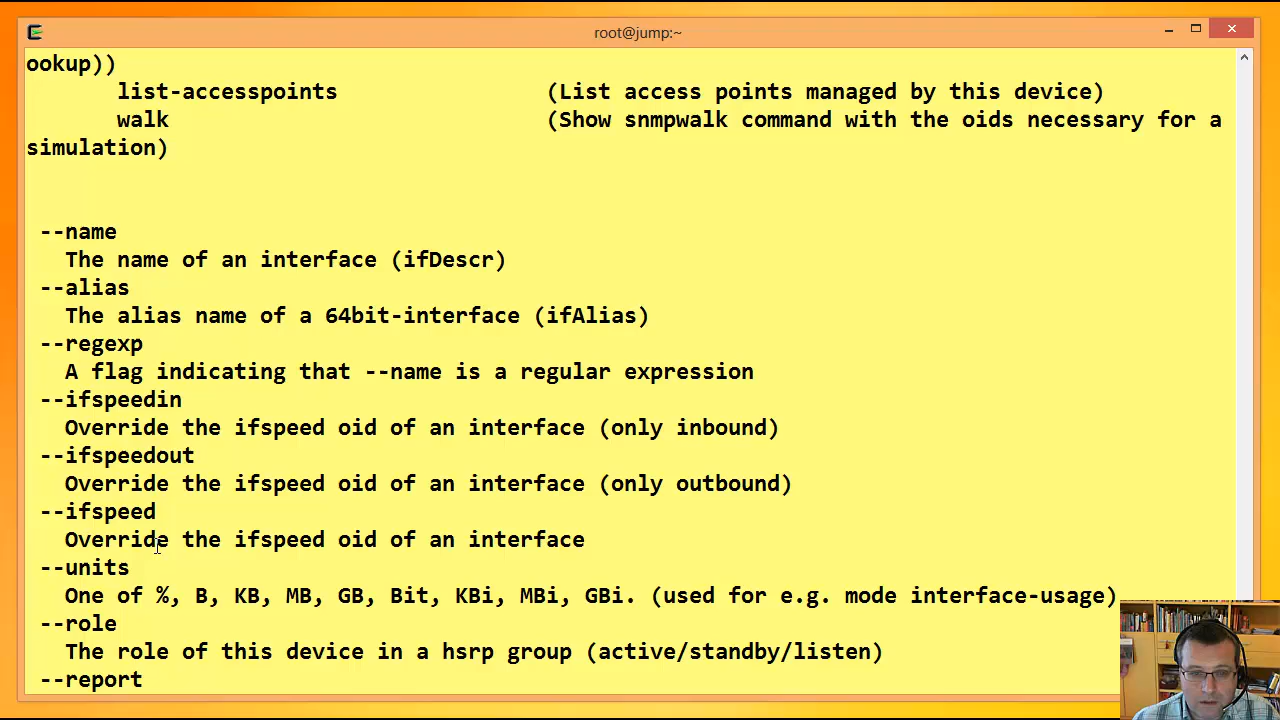 root@jump:~
ookup))
list-accesspoints (List access points managed by this device)
walk (Show snmpwalk command with the oids necessary for a
simulation)
--name
The name of an interface (ifDescr)
--alias
The alias name of a 64bit-interface (ifAlias)
--regexp
A flag indicating that --name is a regular expression
--ifspeedin
Override the ifspeed oid of an interface (only inbound)
--ifspeedout
Override the ifspeed oid of an interface (only outbound)
--ifspeed
Override the ifspeed oid of an interface
--units
One of %, B, KB, MB, GB, Bit, KBi, MBi, GBi. (used for e.g. mode interface-usage)
--role
The role of this device in a hsrp group (active/standby/listen)
--report